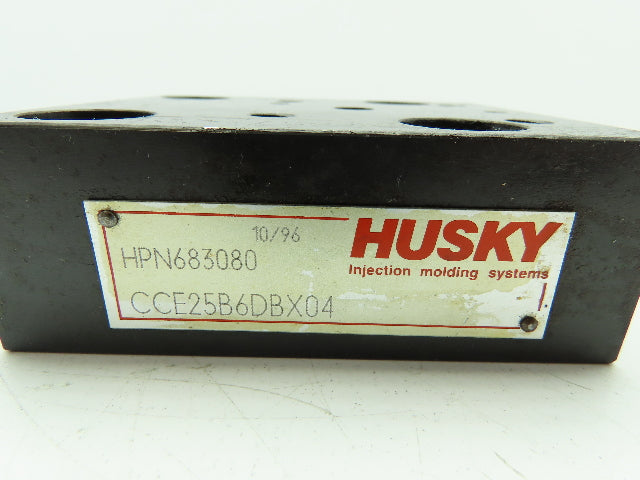 10/96
HUSKY
HPN683080
Injection molding systems
CCE25B6DBX04